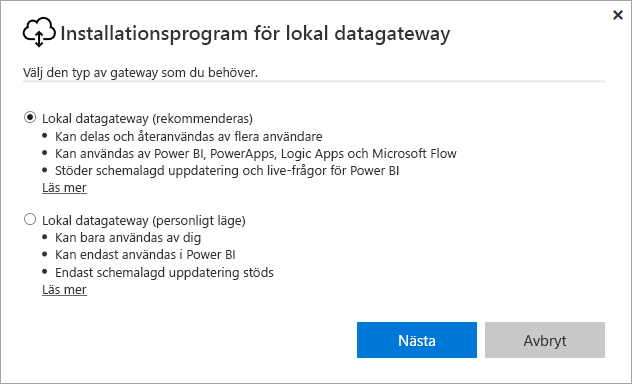 Installationsprogram för lokal datagateway
Välj den typ av gateway som du behöver.
Lokal datagateway (rekommenderas)
• Kan delas och återanvändas av flera användare
• Kan användas av Power BI, PowerApps, Logic Apps och Microsoft Flow
• Stöder schemalagd uppdatering och live-frågor för Power BI
Läs mer
Lokal datagateway (personligt läge)
• Kan bara användas av dig
• Kan endast användas i Power BI
• Endast schemalagd uppdatering stöds
Läs mer
Nästa
Avbryt